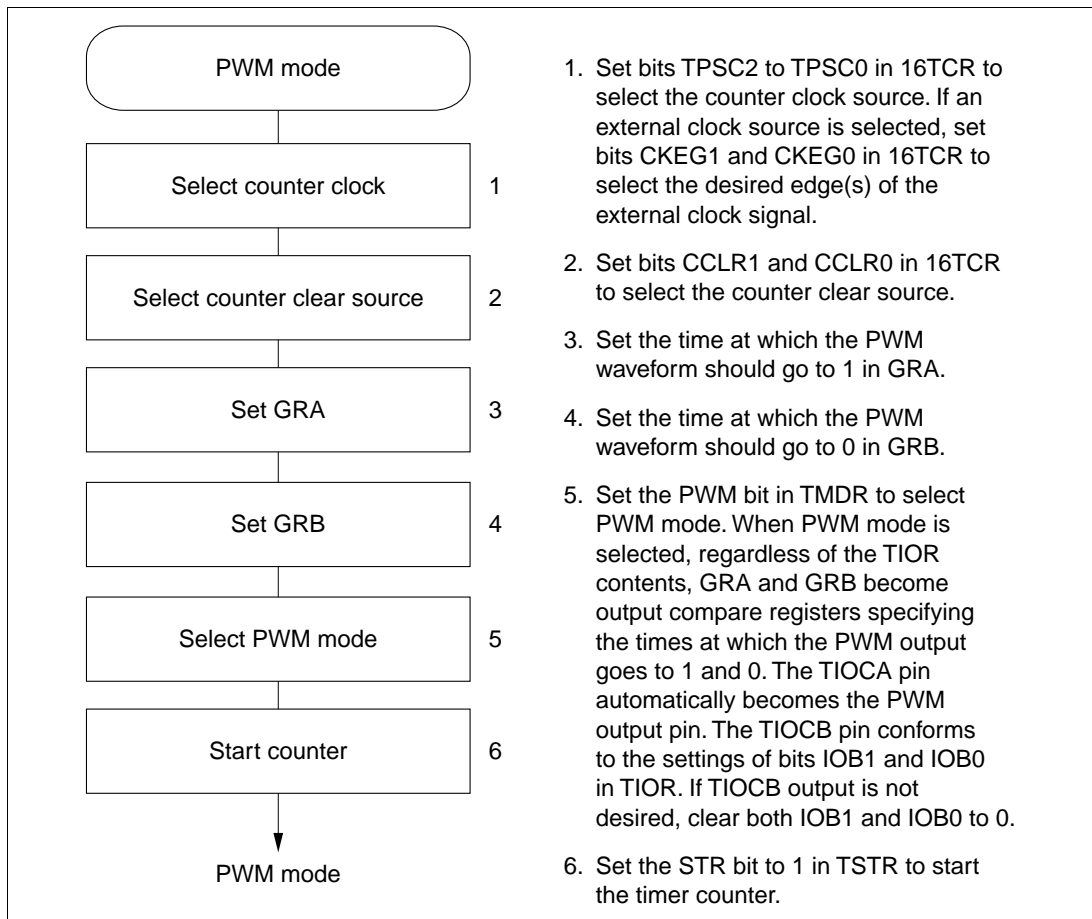 PWM mode
Select counter clock 1
Select counter clear source 2
Set GRA 3
Set GRB 4
Select PWM mode 5
Start counter 6
PWM mode
1. Set bits TPSC2 to TPSC0 in 16TCR to
select the counter clock source. If an
external clock source is selected, set
bits CKEG1 and CKEG0 in 16TCR to
select the desired edge(s) of the
external clock signal.
2. Set bits CCLR1 and CCLR0 in 16TCR
to select the counter clear source.
3. Set the time at which the PWM
waveform should go to 1 in GRA.
4. Set the time at which the PWM
waveform should go to 0 in GRB.
5. Set the PWM bit in TMDR to select
PWM mode. When PWM mode is
selected, regardless of the TIOR
contents, GRA and GRB become
output compare registers specifying
the times at which the PWM output
goes to 1 and 0. The TIOCA pin
automatically becomes the PWM
output pin. The TIOCB pin conforms
to the settings of bits IOB1 and IOB0
in TIOR. If TIOCB output is not
desired, clear both IOB1 and IOB0 to 0.
6. Set the STR bit to 1 in TSTR to start
the timer counter.